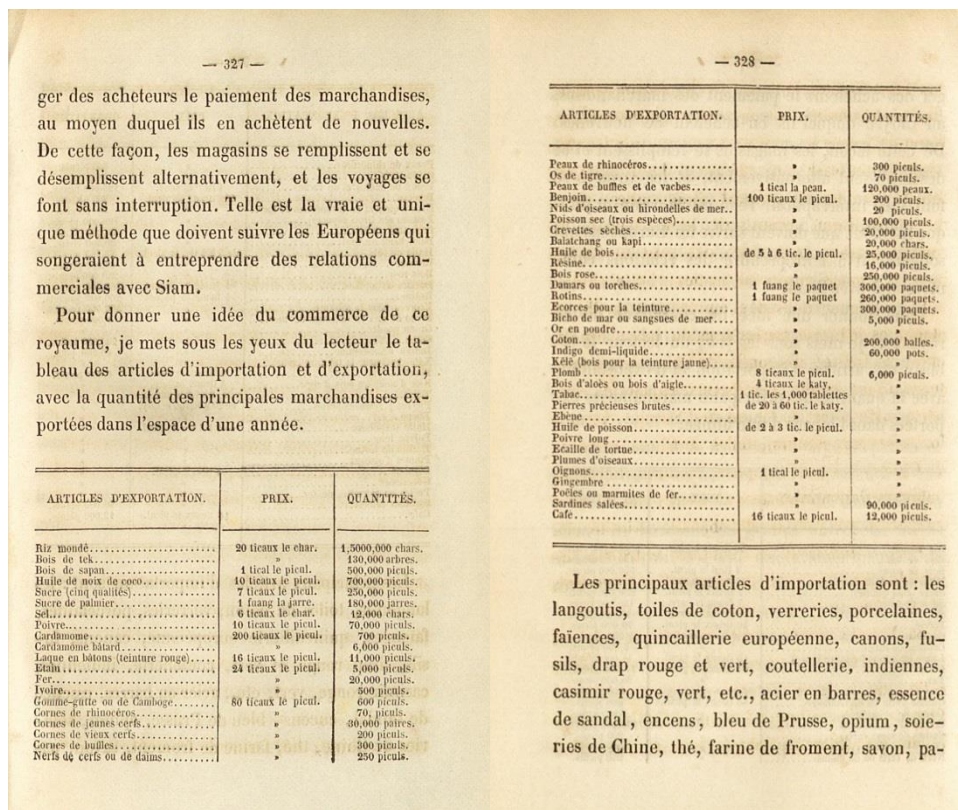 — 327 —
ger des acheteurs le paiement des marchandises,
au moyen duquel ils en achètent de nouvelles.
De cette façon, les magasins se remplissent et se
désemplissent alternativement, et les voyages se
font sans interruption. Telle est la vraie et uni-
que méthode que doivent suivre les Européens qui
songeraient à entreprendre des relations com-
merciales avec Siam.
Pour donner une idée du commerce de ce
royaume, je mets sous les yeux du lecteur le ta-
bleau des articles d'importation et d'exportation,
avec la quantité des principales marchandises ex-
portées dans l'espace d'une année.
ARTICLES D'EXPORTATION. PRIX. QUANTITÉS.
Riz mondé...................... 20 ticaux le char. 1,5000,000 chars.
Bois de tek...................... » 130,000 arbres.
Bois de sapan................... 1 tical le picul. 500,000 piculs.
Huile de noix de coco............. 10 ticaux le picul. 700,000 piculs.
Sucre (cinq qualités)............... 7 ticaux le picul. 250,000 piculs.
Sucre de palmier................. 1 fuang la jarre. 180,000 jarres.
Sel............................. 6 ticaux le char. 12,000 chars.
Poivre.......................... 10 ticaux le picul. 70,000 piculs.
Cardamome...................... 200 ticaux le picul. 700 piculs.
Cardamome bâtard................ » 6,000 piculs.
Laque en bâtons (teinture rouge).... 16 ticaux le picul. 11,000 piculs.
Etain........................... 24 ticaux le picul. 5,000 piculs.
Fer............................. » 20,000 piculs.
Ivoire........................... » 500 piculs.
Gomme-gutte ou de Camboge....... 80 ticaux le picul. 600 piculs.
Cornes de rhinocéros.............. » 70, piculs.
Cornes de jeunes cerfs............. » 30,000 paires.
Cornes de vieux cerfs.............. » 200 piculs.
Cornes de buffles................. » 300 piculs.
Nerfs de cerfs ou de daims......... » 250 piculs.
— 328 —
ARTICLES D'EXPORTATION. PRIX. QUANTITÉS.
Peaux de rhinocéros............... » 300 piculs.
Os de tigre...................... » 70 piculs.
Peaux de buffles et de vaches....... 1 tical la peau. 120,000 peaux.
Benjoin......................... 100 ticaux le picul. 200 piculs.
Nids d'oiseaux ou hirondelles de mer.. » 20 piculs.
Poisson sec (trois espèces).......... » 100,000 piculs.
Crevettes sèches.................. » 20,000 piculs.
Balatchang ou kapi................ » 20,000 chars.
Huile de bois..................... de 5 à 6 tic. le picul. 25,000 piculs.
Résine.......................... » 16,000 piculs.
Bois rose........................ » 250,000 piculs.
Damars ou torches................ 1 fuang le paquet 300,000 paquets.
Rotins.......................... 1 fuang le paquet 260,000 paquets.
Ecorces pour la teinture............ » 300,000 paquets.
Bicho de mar ou sangsues de mer.... » 5,000 piculs.
Or en poudre.................... » »
Coton........................... » 200,000 balles.
Indigo demi-liquide............... » 60,000 pots.
Kélé (bois pour la teinture jaune).... »
Plomb.......................... 8 ticaux le picul. 6,000 piculs.
Bois d'aloès ou bois d'aigle.......... 4 ticaux le katy. »
Tabac........................... 1 tic. les 1,000 tablettes »
Pierres précieuses brutes........... de 20 à 60 tic. le katy. »
Ebène........................... » »
Huile de poisson.................. de 2 à 3 tic. le picul. »
Poivre long...................... » »
Ecaille de tortue.................. » »
Plumes d'oiseaux................. » »
Oignons......................... 1 tical le picul. »
Gingembre...................... » »
Poêles ou marmites de fer.......... » »
Sardines salées................... » 90,000 piculs.
Café............................ 16 ticaux le picul. 12,000 piculs.
Les principaux articles d'importation sont : les
langoutis, toiles de coton, verreries, porcelaines,
faïences, quincaillerie européenne, canons, fu-
sils, drap rouge et vert, coutellerie, indiennes,
casimir rouge, vert, etc., acier en barres, essence
de sandal, encens, bleu de Prusse, opium, soie-
ries de Chine, thé, farine de froment, savon, pa-